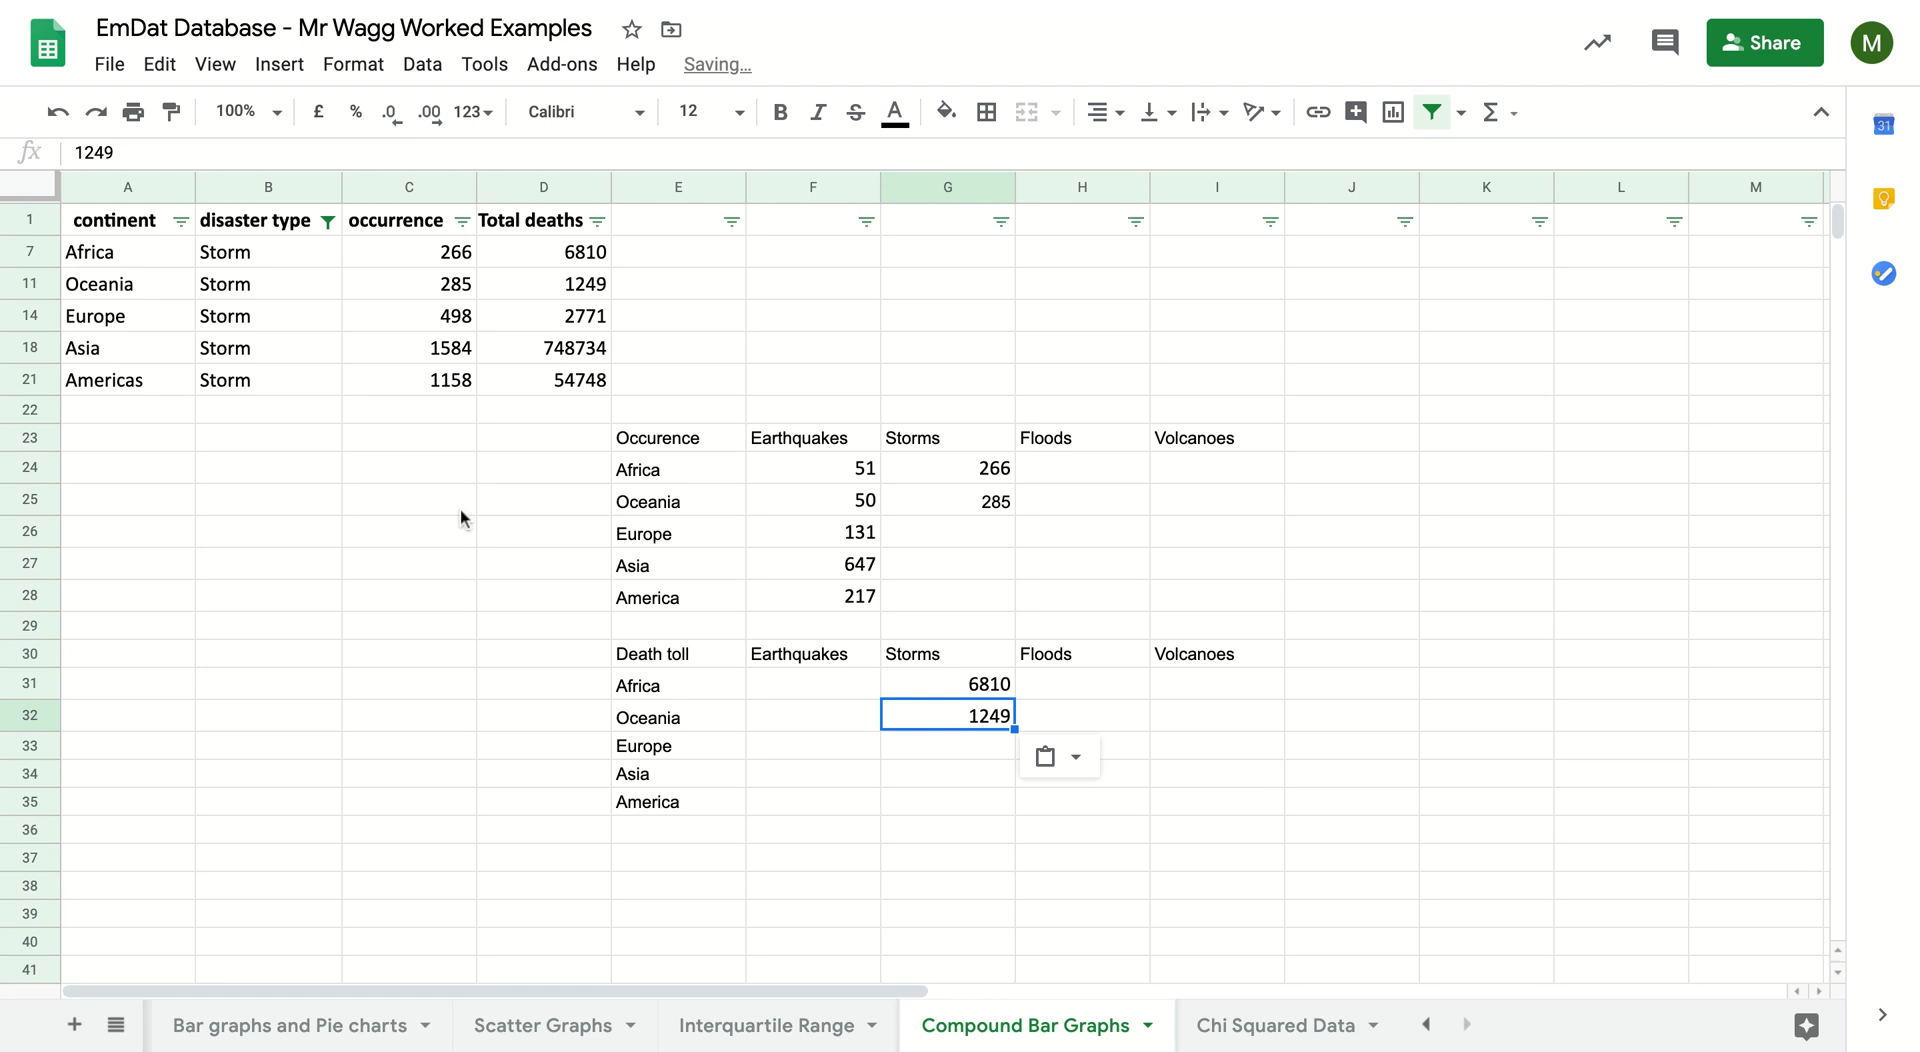 EmDat Database - Mr Wagg Worked Examples
File Edit View Insert Format Data Tools Add-ons Help Saving...
Share
M
100% £ % .0 .00 123 Calibri 12 B I S A Σ
31
fx 1249
A B C D E F G H I J K L M
1 continent disaster type occurrence Total deaths
7 Africa Storm 266 6810
11 Oceania Storm 285 1249
14 Europe Storm 498 2771
18 Asia Storm 1584 748734
21 Americas Storm 1158 54748
22
23 Occurence Earthquakes Storms Floods Volcanoes
24 Africa 51 266
25 Oceania 50 285
26 Europe 131
27 Asia 647
28 America 217
29
30 Death toll Earthquakes Storms Floods Volcanoes
31 Africa 6810
32 Oceania 1249
33 Europe
34 Asia
35 America
36
37
38
39
40
41
Bar graphs and Pie charts Scatter Graphs Interquartile Range Compound Bar Graphs Chi Squared Data